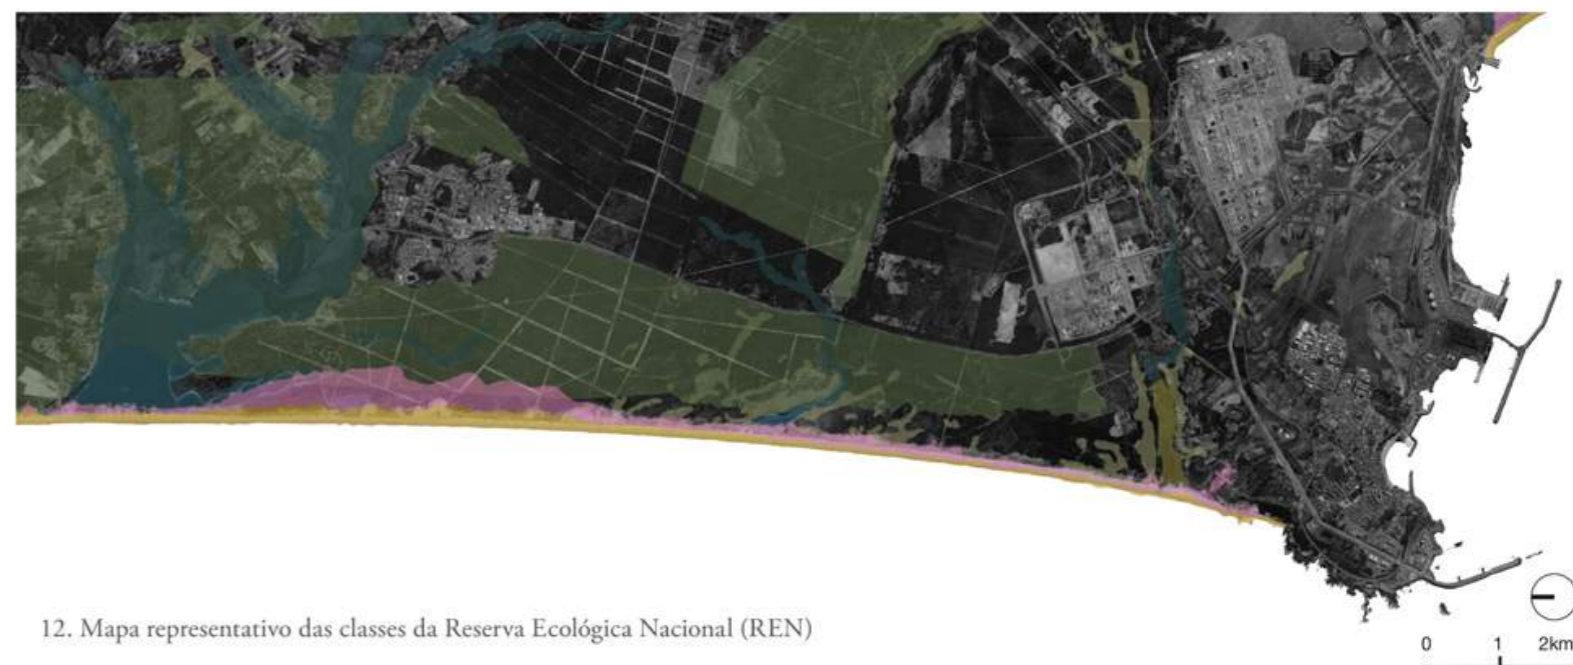 12. Mapa representativo das classes da Reserva Ecológica Nacional (REN)
0 1 2km